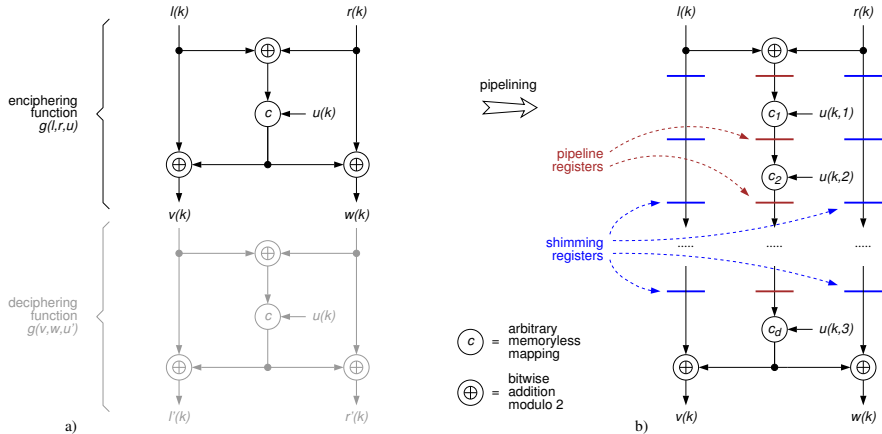 l(k) r(k)
enciphering
function
g(l,r,u)
c
u(k)
v(k) w(k)
deciphering
function
g(v,w,u')
c
u(k)
l'(k) r'(k)
a)
pipelining
l(k) r(k)
c1
u(k,1)
pipeline
registers
c2
u(k,2)
shimming
registers
..... ..... .....
cd
u(k,3)
v(k) w(k)
b)
c = arbitrary
memoryless
mapping
= bitwise
addition
modulo 2